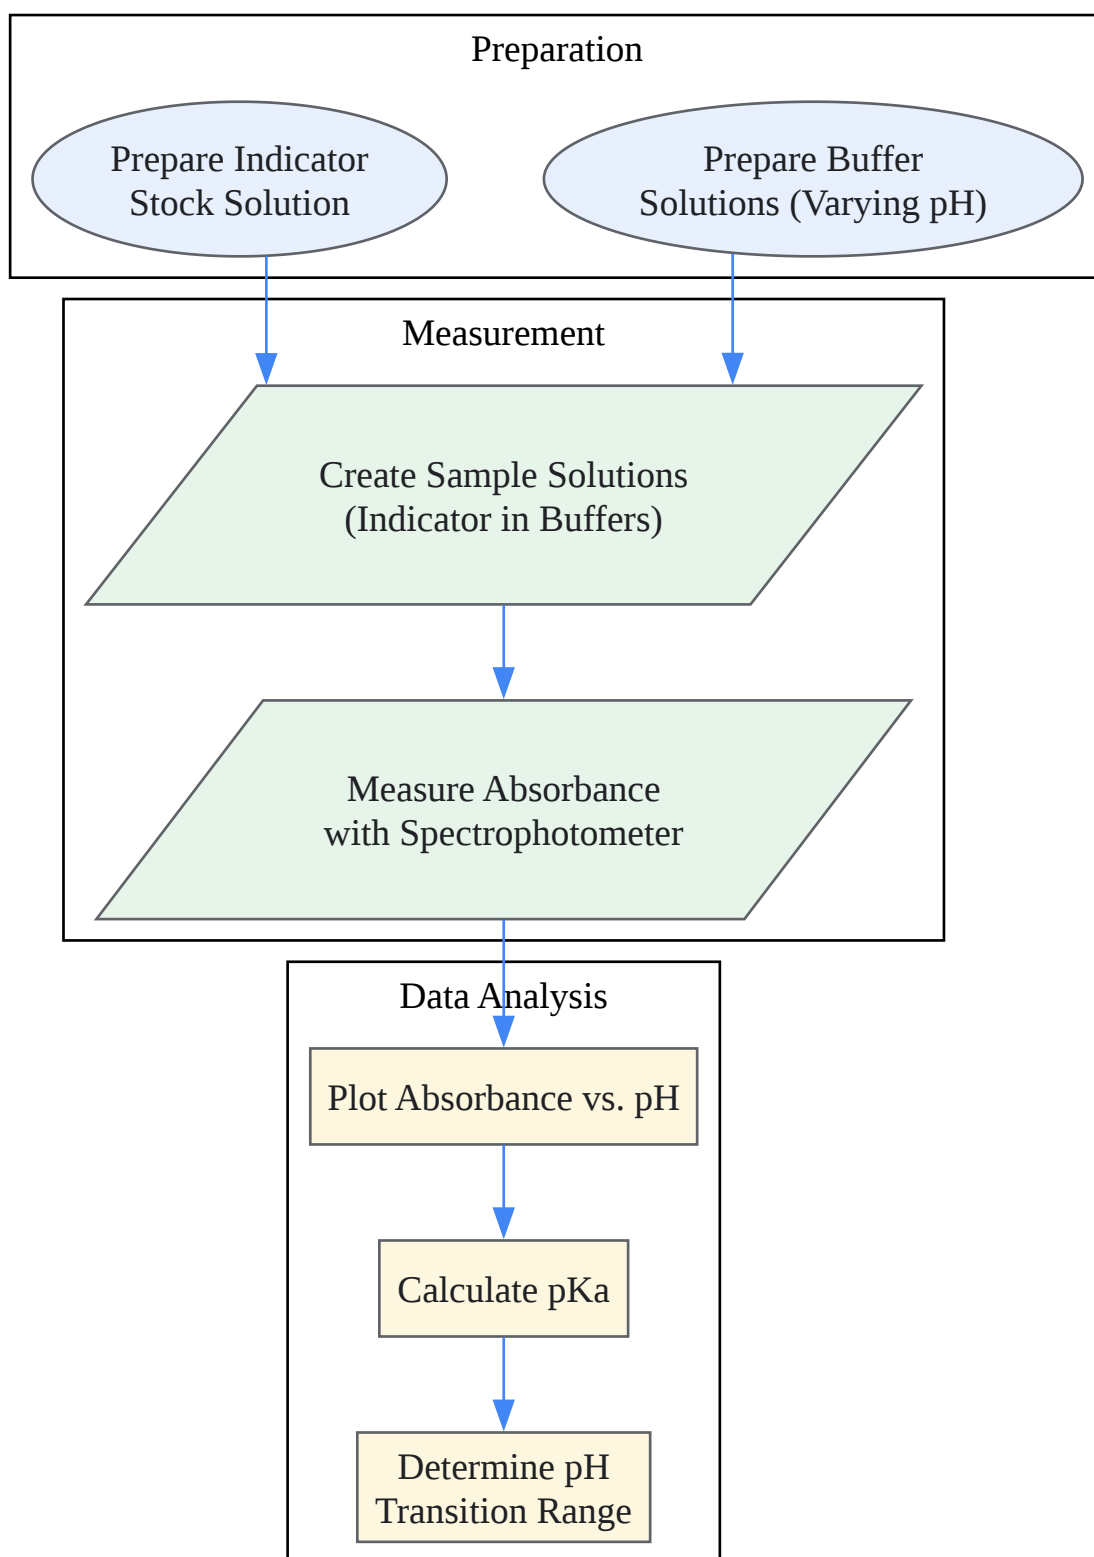 Preparation
Prepare Indicator
Stock Solution
Prepare Buffer
Solutions (Varying pH)
Measurement
Create Sample Solutions
(Indicator in Buffers)
Measure Absorbance
with Spectrophotometer
Data Analysis
Plot Absorbance vs. pH
Calculate pKa
Determine pH
Transition Range